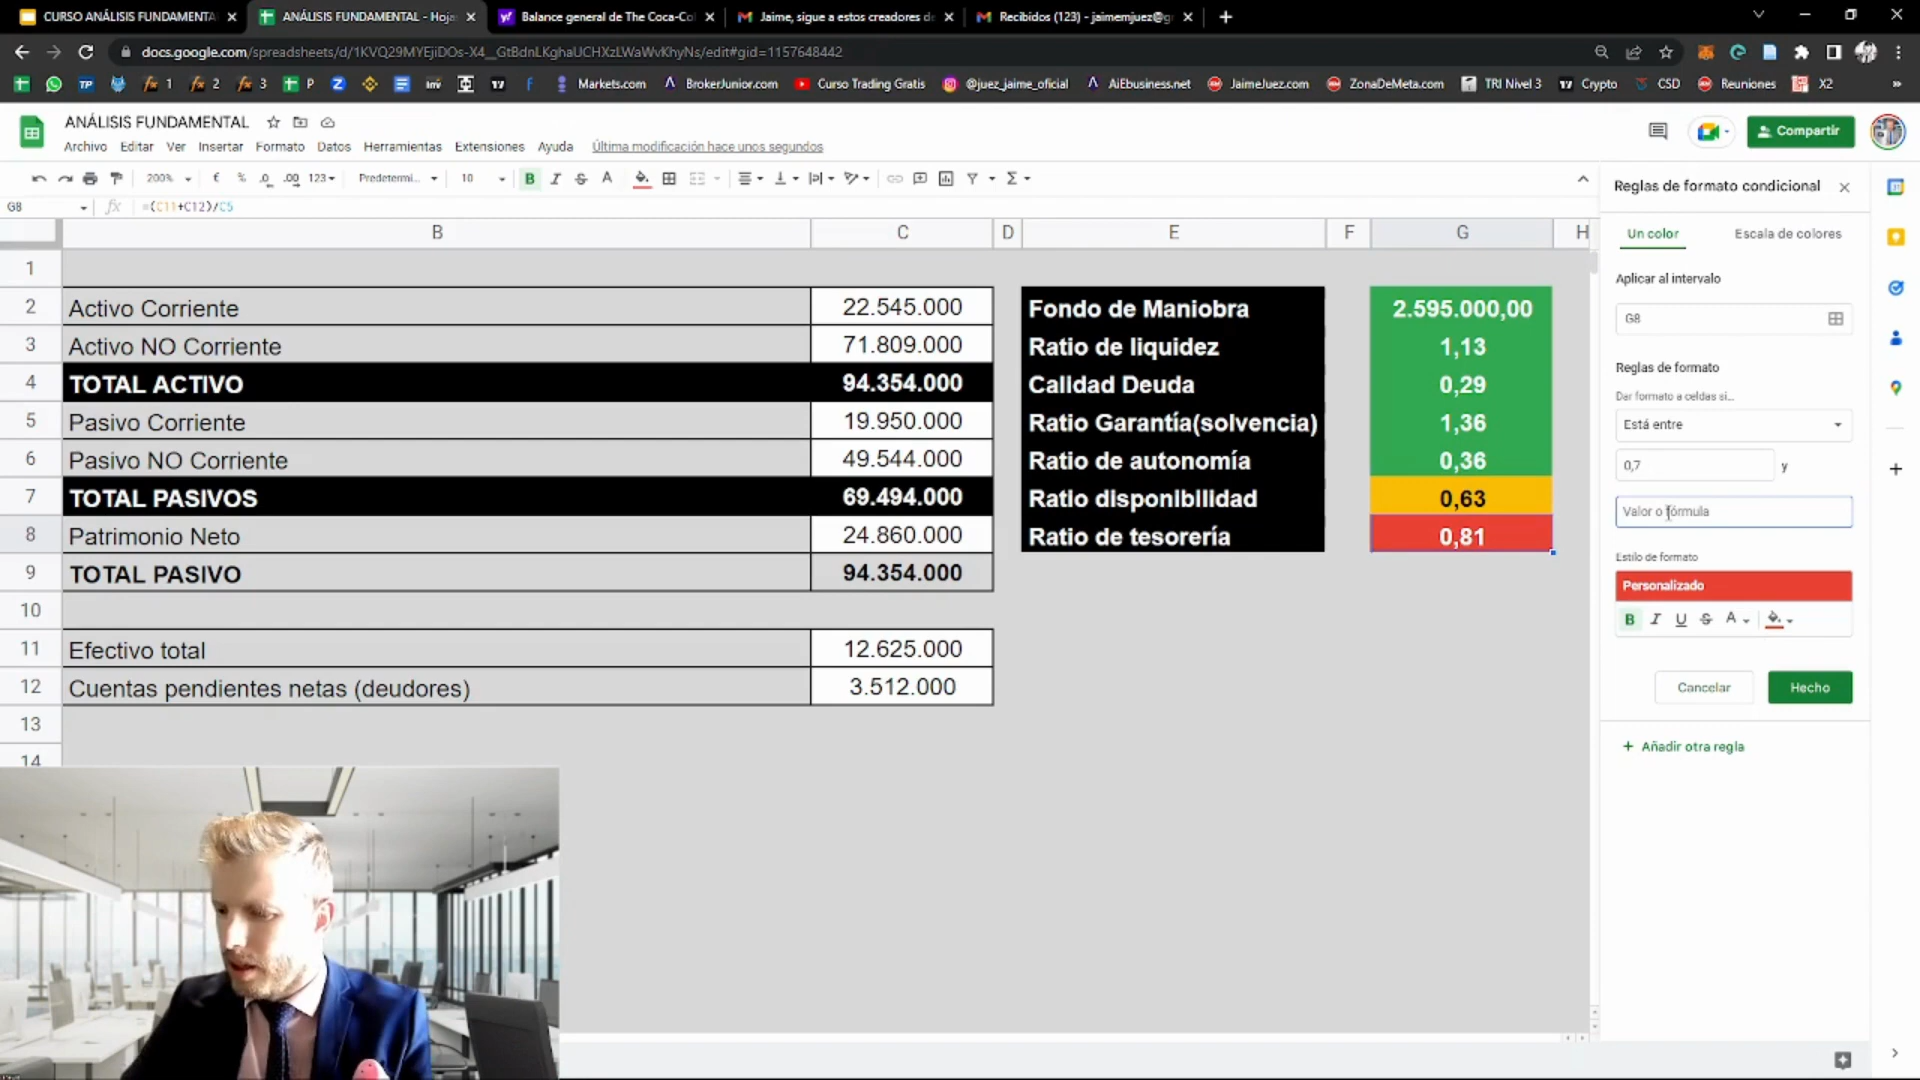 CURSO ANÁLISIS FUNDAMENTA
ANÁLISIS FUNDAMENTAL - Hoja
Balance general de The Coca-Co
Jaime, sigue a estos creadores de
Recibidos (123) - jaimemjuez@g
docs.google.com/spreadsheets/d/1KVQ29MYEjiDOs-X4__GtBdnLKghaUCHXzLWaWvKhyNs/edit#gid=1157648442
1 2 3 P Markets.com BrokerJunior.com Curso Trading Gratis @juez_jaime_oficial AiEbusiness.net JaimeJuez.com ZonaDeMeta.com TRI Nivel 3 Crypto CSD Reuniones X2 »
ANÁLISIS FUNDAMENTAL
Compartir
Archivo Editar Ver Insertar Formato Datos Herramientas Extensiones Ayuda Última modificación hace unos segundos
200% € % .0 .00 123 Predetermi... 10 B I S A
G8 fx =(C11+C12)/C5
B C D E F G H
1
2 Activo Corriente 22.545.000 Fondo de Maniobra 2.595.000,00
3 Activo NO Corriente 71.809.000 Ratio de liquidez 1,13
4 TOTAL ACTIVO 94.354.000 Calidad Deuda 0,29
5 Pasivo Corriente 19.950.000 Ratio Garantía(solvencia) 1,36
6 Pasivo NO Corriente 49.544.000 Ratio de autonomía 0,36
7 TOTAL PASIVOS 69.494.000 Ratio disponibilidad 0,63
8 Patrimonio Neto 24.860.000 Ratio de tesorería 0,81
9 TOTAL PASIVO 94.354.000
10
11 Efectivo total 12.625.000
12 Cuentas pendientes netas (deudores) 3.512.000
13
14
Reglas de formato condicional
Un color Escala de colores
Aplicar al intervalo
G8
Reglas de formato
Dar formato a celdas si...
Está entre
0,7 y
Valor o fórmula
Estilo de formato
Personalizado
B I U S A
Cancelar Hecho
+ Añadir otra regla